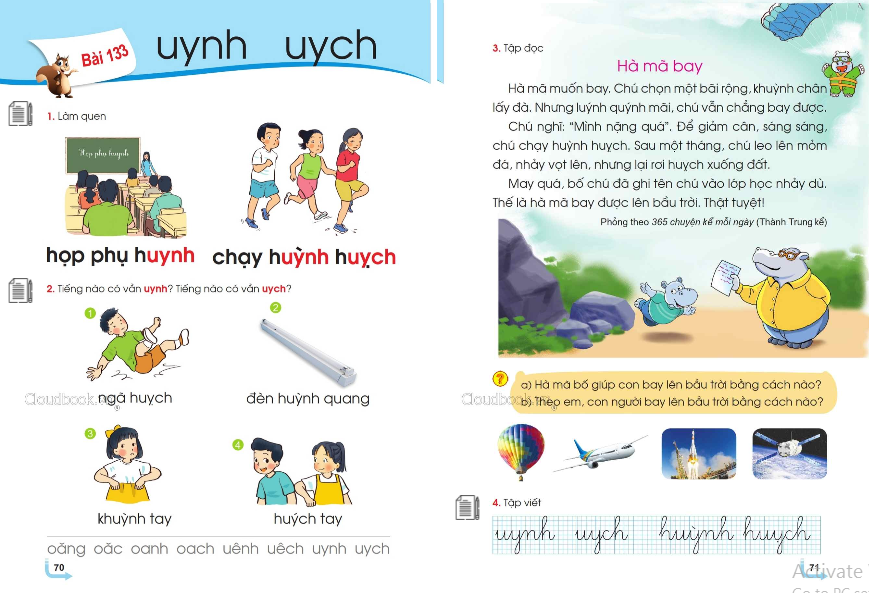 Bài 133
uynh uych
1. Làm quen
Họp phụ huynh
họp phụ huynh
chạy huỳnh huỵch
2. Tiếng nào có vần uynh? Tiếng nào có vần uych?
1
2
ngã huỵch
đèn huỳnh quang
Cloudbook
3
4
khuỳnh tay
huých tay
oăng oăc oanh oach uênh uêch uynh uych
70
3. Tập đọc
Hà mã bay
Hà mã muốn bay. Chú chọn một bãi rộng, khuỳnh chân
lấy đà. Nhưng luýnh quýnh mãi, chú vẫn chẳng bay được.
Chú nghĩ: “Mình nặng quá”. Để giảm cân, sáng sáng,
chú chạy huỳnh huỵch. Sau một tháng, chú leo lên mỏm
đá, nhảy vọt lên, nhưng lại rơi huỵch xuống đất.
May quá, bố chú đã ghi tên chú vào lớp học nhảy dù.
Thế là hà mã bay được lên bầu trời. Thật tuyệt!
Phỏng theo 365 chuyện kể mỗi ngày (Thành Trung kể)
?
a) Hà mã bố giúp con bay lên bầu trời bằng cách nào?
b) Theo em, con người bay lên bầu trời bằng cách nào?
Cloudbook
4. Tập viết
uynh uych huỳnh huỵch
71
Activate
Go to PC se